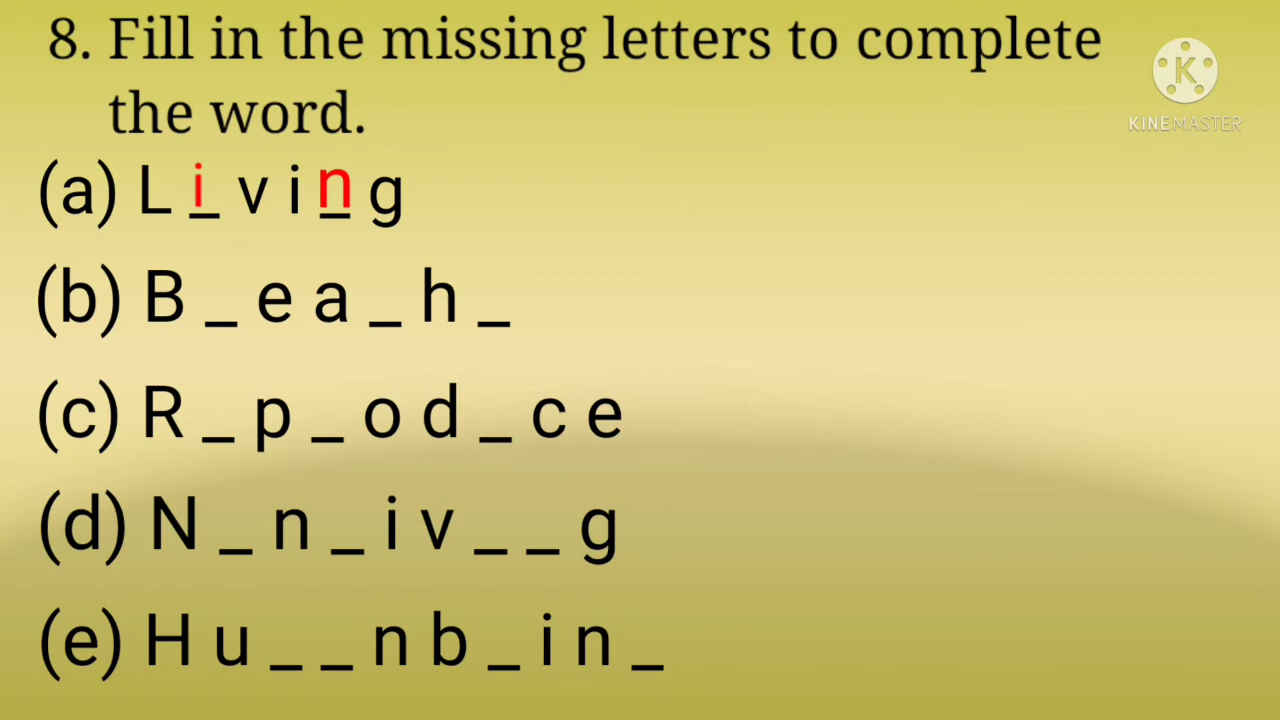 8. Fill in the missing letters to complete
the word.
KINEMASTER
(a) L i v i n g
(b) B _ e a _ h _
(c) R _ p _ o d _ c e
(d) N _ n _ i v _ _ g
(e) H u _ _ n b _ i n _